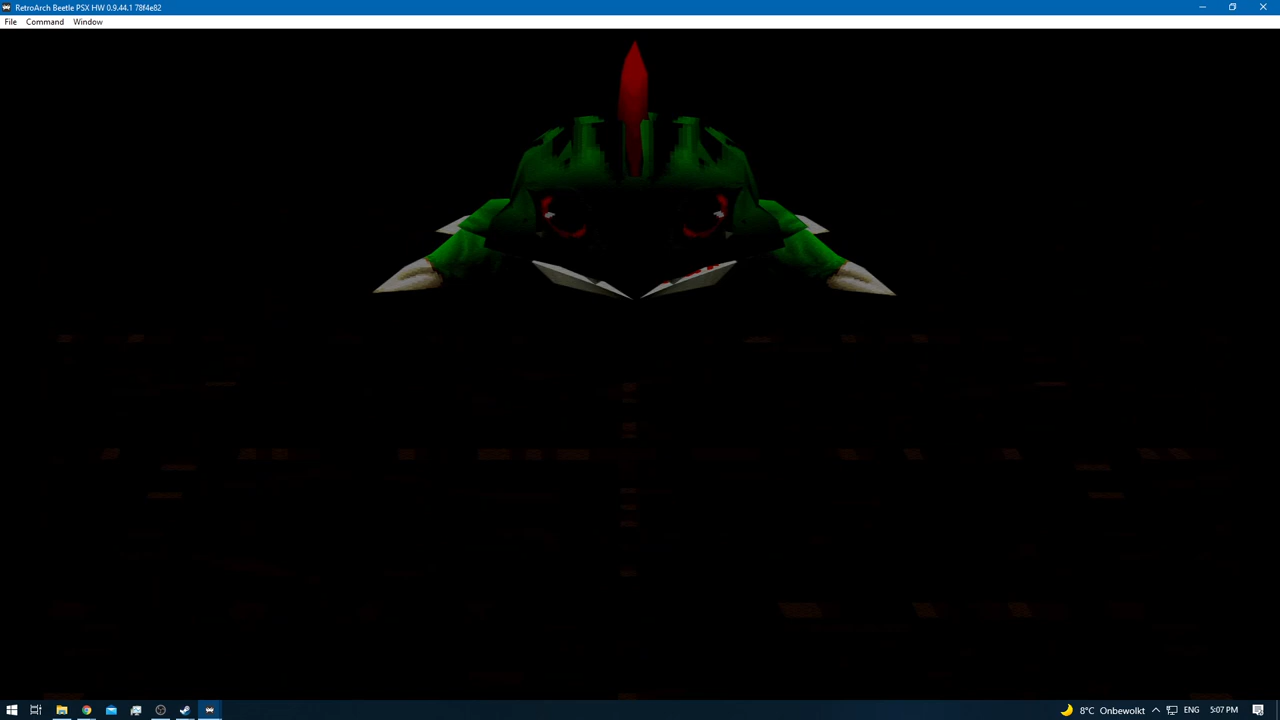 RetroArch Beetle PSX HW 0.9.44.1 78f4e82
File Command Window
8°C Onbewolkt ENG 5:07 PM